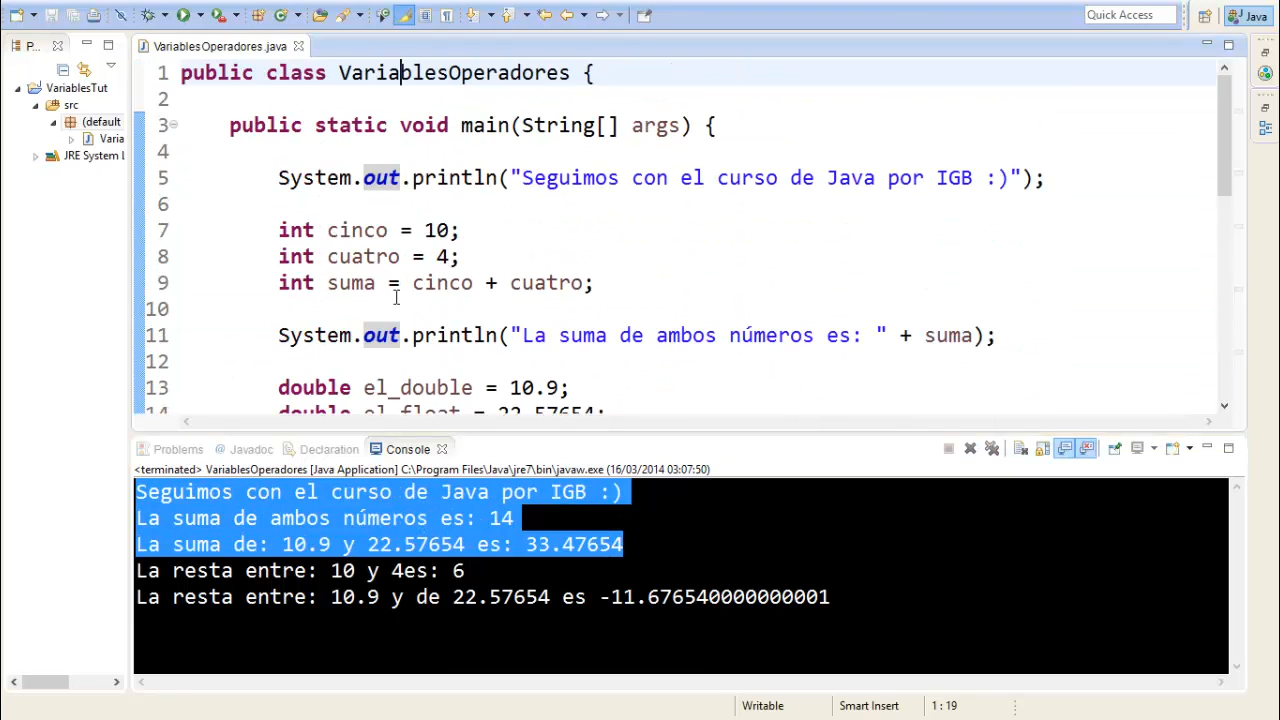 Quick Access
Java
P...
VariablesOperadores.java
VariablesTut
src
(default
Varia
JRE System L
1 public class VariablesOperadores {
2
3 public static void main(String[] args) {
4
5 System.out.println("Seguimos con el curso de Java por IGB :)");
6
7 int cinco = 10;
8 int cuatro = 4;
9 int suma = cinco + cuatro;
10
11 System.out.println("La suma de ambos números es: " + suma);
12
13 double el_double = 10.9;
14 double el_float = 22.57654;
Problems
Javadoc
Declaration
Console
<terminated> VariablesOperadores [Java Application] C:\Program Files\Java\jre7\bin\javaw.exe (16/03/2014 03:07:50)
Seguimos con el curso de Java por IGB :)
La suma de ambos números es: 14
La suma de: 10.9 y 22.57654 es: 33.47654
La resta entre: 10 y 4es: 6
La resta entre: 10.9 y de 22.57654 es -11.676540000000001
Writable
Smart Insert
1 : 19